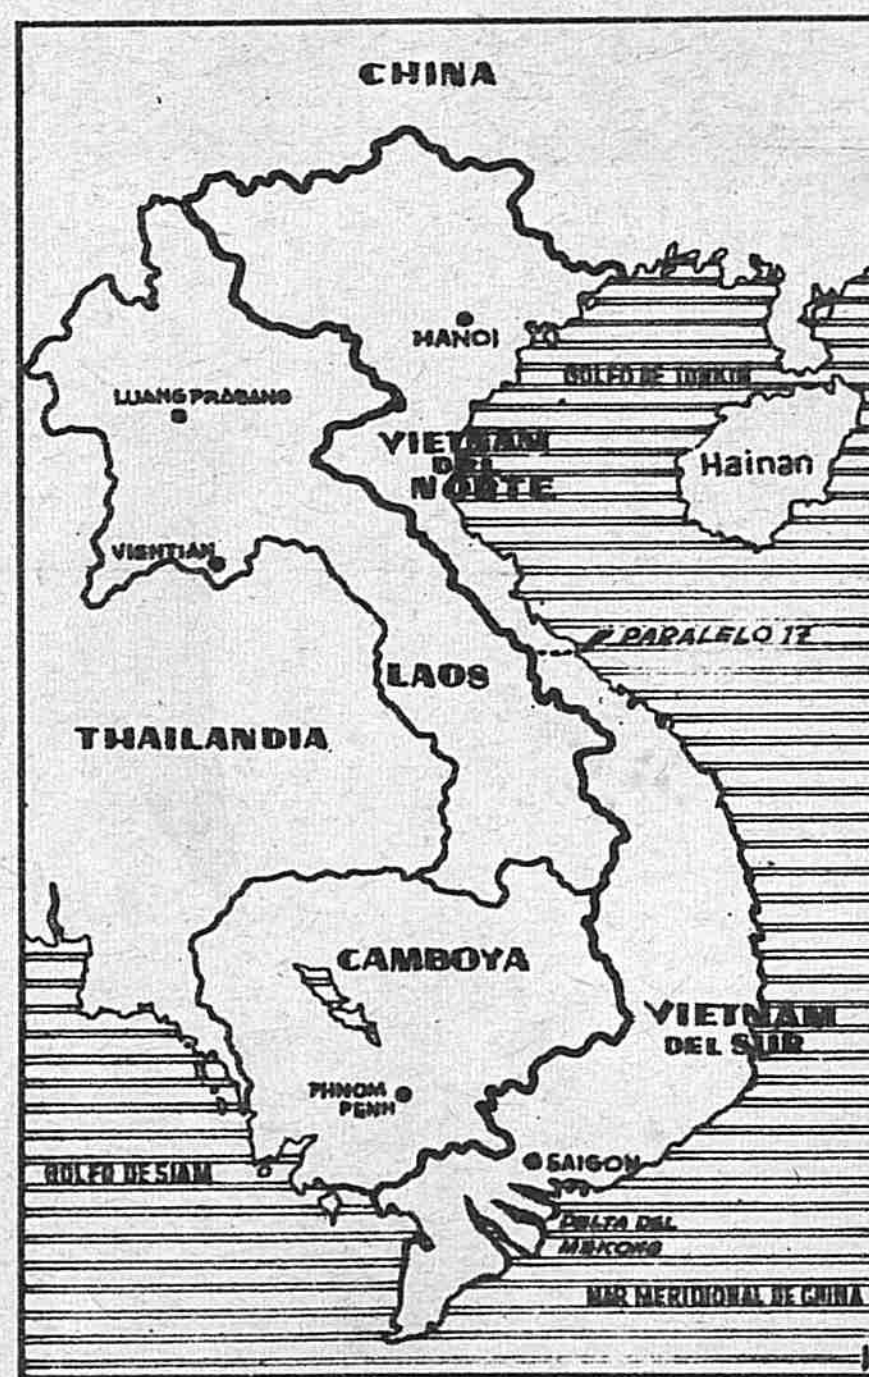 CHINA
HANOI
GOLFO DE TONKIN
LUANG PRABANG
VIETNAM
DEL
NORTE
Hainan
VIENTIAN
PARALELO 17
LAOS
THAILANDIA
CAMBOYA
VIETNAM
DEL SUR
PHNOM
PENH
SAIGON
GOLFO DE SIAM
DELTA DEL
MEKONG
MAR MERIDIONAL DE CHINA